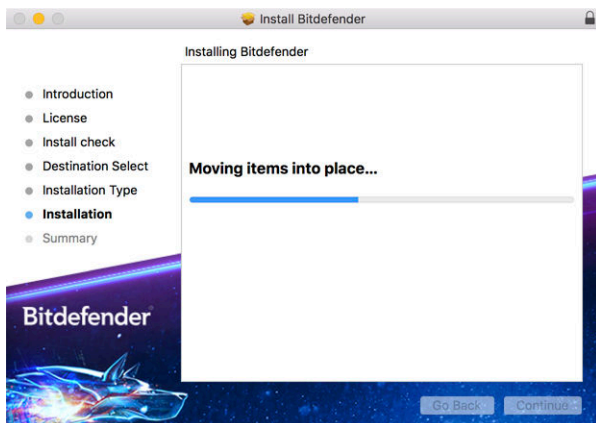 Install Bitdefender
Installing Bitdefender
Introduction
License
Install check
Destination Select
Installation Type
Installation
Summary
Moving items into place...
Bitdefender
Go Back
Continue